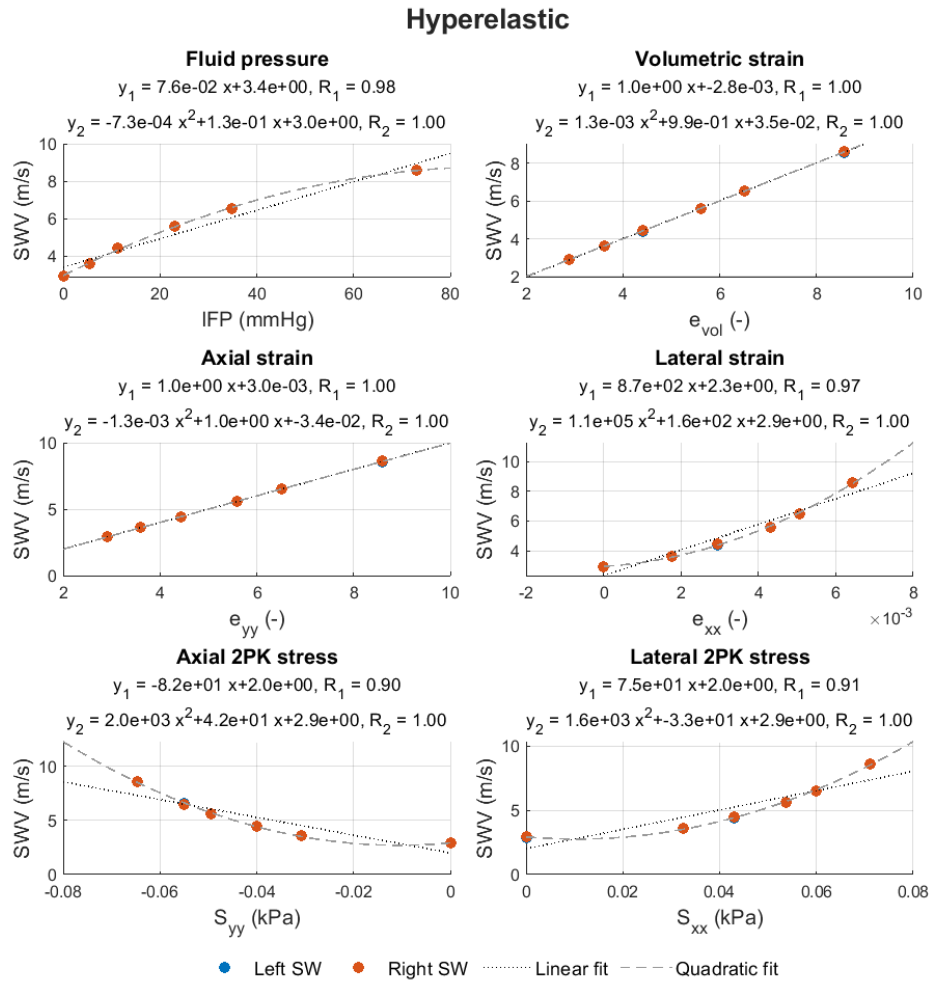 Hyperelastic
Fluid pressure
y₁ = 7.6e-02 x+3.4e+00, R₁ = 0.98
y₂ = -7.3e-04 x²+1.3e-01 x+3.0e+00, R₂ = 1.00
10
8
6
4
SWV (m/s)
0 20 40 60 80
IFP (mmHg)
Volumetric strain
y₁ = 1.0e+00 x+-2.8e-03, R₁ = 1.00
y₂ = 1.3e-03 x²+9.9e-01 x+3.5e-02, R₂ = 1.00
8
6
4
2
SWV (m/s)
2 4 6 8 10
e_vol (-)
Axial strain
y₁ = 1.0e+00 x+3.0e-03, R₁ = 1.00
y₂ = -1.3e-03 x²+1.0e+00 x+-3.4e-02, R₂ = 1.00
10
5
0
SWV (m/s)
2 4 6 8 10
e_yy (-)
Lateral strain
y₁ = 8.7e+02 x+2.3e+00, R₁ = 0.97
y₂ = 1.1e+05 x²+1.6e+02 x+2.9e+00, R₂ = 1.00
10
8
6
4
SWV (m/s)
-2 0 2 4 6 8
e_xx (-)
×10⁻³
Axial 2PK stress
y₁ = -8.2e+01 x+2.0e+00, R₁ = 0.90
y₂ = 2.0e+03 x²+4.2e+01 x+2.9e+00, R₂ = 1.00
10
5
0
SWV (m/s)
-0.08 -0.06 -0.04 -0.02 0
S_yy (kPa)
Lateral 2PK stress
y₁ = 7.5e+01 x+2.0e+00, R₁ = 0.91
y₂ = 1.6e+03 x²+-3.3e+01 x+2.9e+00, R₂ = 1.00
10
5
0
SWV (m/s)
0 0.02 0.04 0.06 0.08
S_xx (kPa)
Left SW Right SW Linear fit Quadratic fit